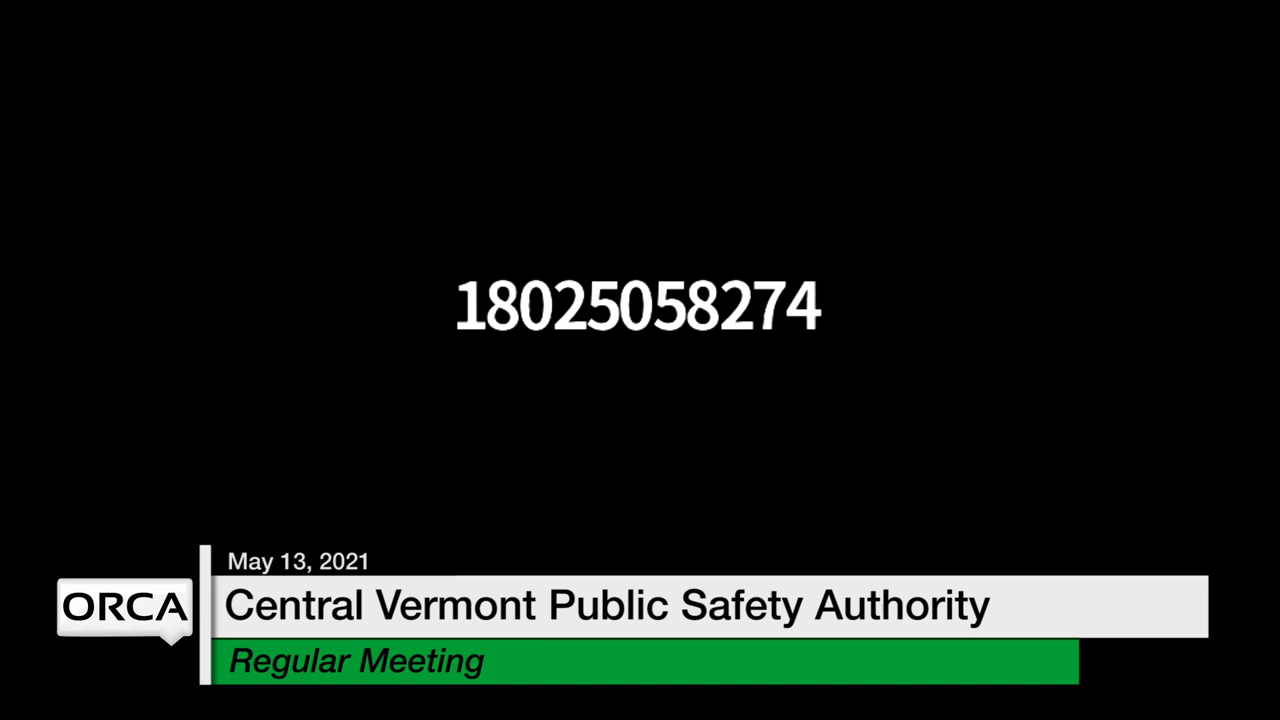 18025058274
May 13, 2021
ORCA
Central Vermont Public Safety Authority
Regular Meeting